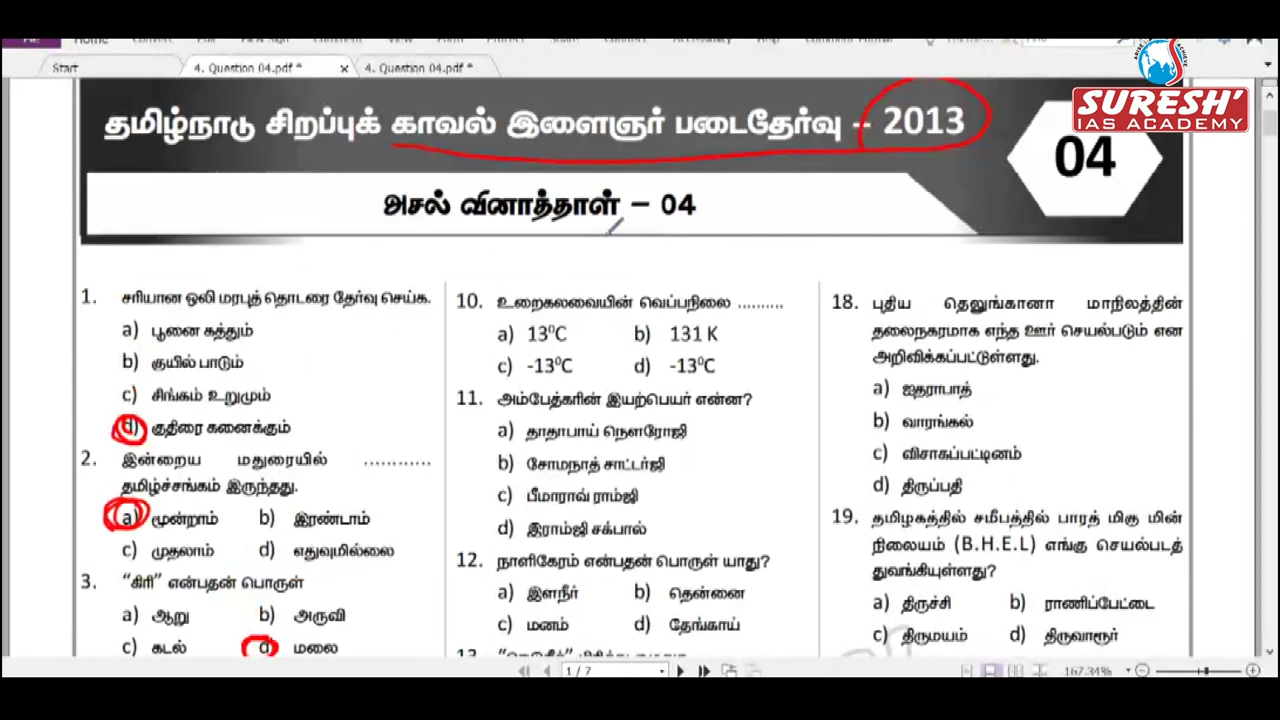 Start
4. Question 04.pdf *
4. Question 04.pdf *
SURESH'
IAS ACADEMY
தமிழ்நாடு சிறப்புக் காவல் இளைஞர் படைதேர்வு – 2013
04
அசல் வினாத்தாள் – 04
1. சரியான ஒலி மரபுத் தொடரை தேர்வு செய்க.
a) பூனை கத்தும்
b) குயில் பாடும்
c) சிங்கம் உறுமும்
d) குதிரை கனைக்கும்
2. இன்றைய மதுரையில் ............
தமிழ்ச்சங்கம் இருந்தது.
a) மூன்றாம் b) இரண்டாம்
c) முதலாம் d) எதுவுமில்லை
3. “கிரி” என்பதன் பொருள்
a) ஆறு b) அருவி
c) கடல் d) மலை
10. உறைகலவையின் வெப்பநிலை ..........
a) 13⁰C b) 131 K
c) -13⁰C d) -13⁰C
11. அம்பேத்கரின் இயற்பெயர் என்ன?
a) தாதாபாய் நௌரோஜி
b) சோமநாத் சாட்டர்ஜி
c) பீமாராவ் ராம்ஜி
d) இராம்ஜி சக்பால்
12. நாளிகேரம் என்பதன் பொருள் யாது?
a) இளநீர் b) தென்னை
c) மனம் d) தேங்காய்
18. புதிய தெலுங்கானா மாநிலத்தின்
தலைநகரமாக எந்த ஊர் செயல்படும் என
அறிவிக்கப்பட்டுள்ளது.
a) ஐதராபாத்
b) வாரங்கல்
c) விசாகப்பட்டினம்
d) திருப்பதி
19. தமிழகத்தில் சமீபத்தில் பாரத் மிகு மின்
நிலையம் (B.H.E.L) எங்கு செயல்படத்
துவங்கியுள்ளது?
a) திருச்சி b) ராணிப்பேட்டை
c) திருமயம் d) திருவாரூர்
1 / 7
167.34%